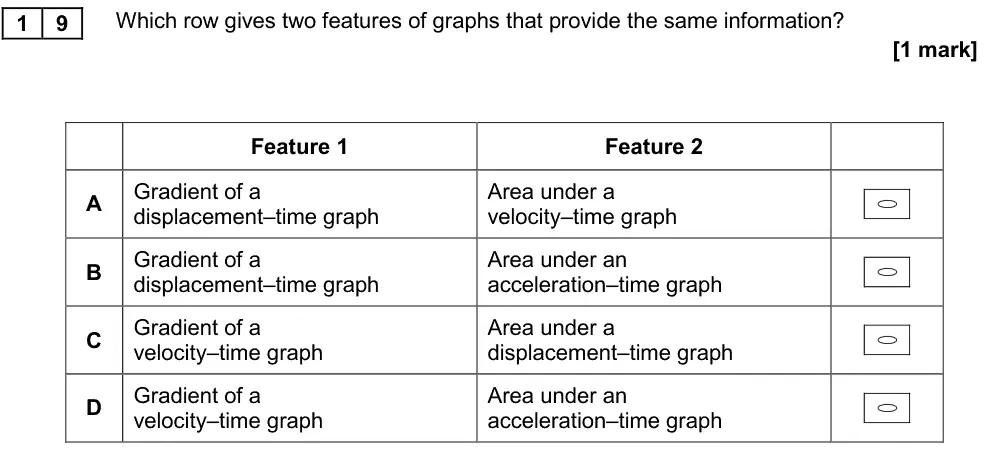 1 9 Which row gives two features of graphs that provide the same information?
[1 mark]
Feature 1 Feature 2
A Gradient of a displacement–time graph Area under a velocity–time graph
B Gradient of a displacement–time graph Area under an acceleration–time graph
C Gradient of a velocity–time graph Area under a displacement–time graph
D Gradient of a velocity–time graph Area under an acceleration–time graph